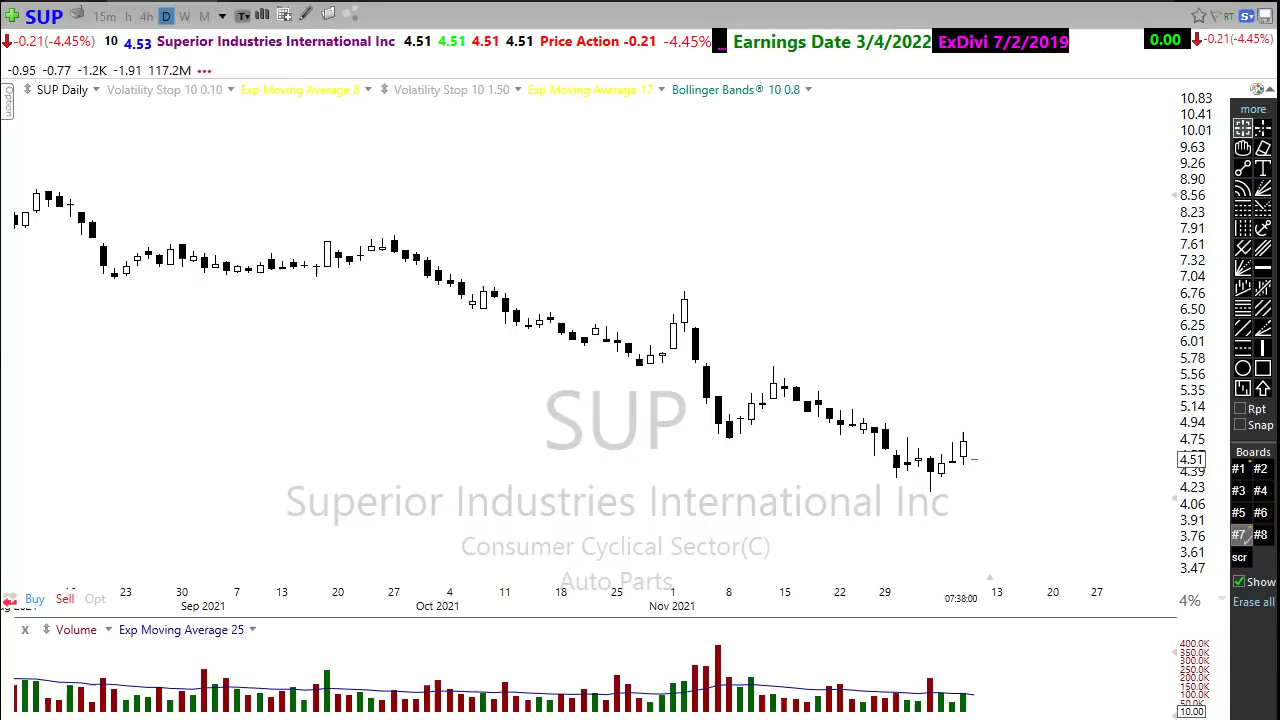 SUP 15m h 4h D W M T
-0.21(-4.45%) 10 4.53 Superior Industries International Inc 4.51 4.51 4.51 4.51 Price Action -0.21 -4.45% ... Earnings Date 3/4/2022 ExDivi 7/2/2019 0.00 -0.21(-4.45%)
RT
-0.95 -0.77 -1.2K -1.91 117.2M
Option
SUP Daily Volatility Stop 10 0.10 Exp Moving Average 8 Volatility Stop 10 1.50 Exp Moving Average 17 Bollinger Bands® 10 0.8
10.83
10.41
10.01
9.63
9.26
8.90
8.56
8.23
7.91
7.61
7.32
7.04
6.76
6.50
6.25
6.01
5.78
5.56
5.35
5.14
4.94
4.75
4.51
4.39
4.23
4.06
3.91
3.76
3.61
3.47
more
Rpt
Snap
Boards
#1 #2
#3 #4
#5 #6
#7 #8
scr
Show
Erase all
SUP
Superior Industries International Inc
Consumer Cyclical Sector(C)
Auto Parts
23 30 7 13 20 27 4 11 18 25 1 8 15 22 29 07:38:00 13 20 27
Buy Sell Opt
Sep 2021 Oct 2021 Nov 2021
4%
X Volume Exp Moving Average 25
400.0K
350.0K
300.0K
250.0K
200.0K
150.0K
100.0K
50.0K
10.00